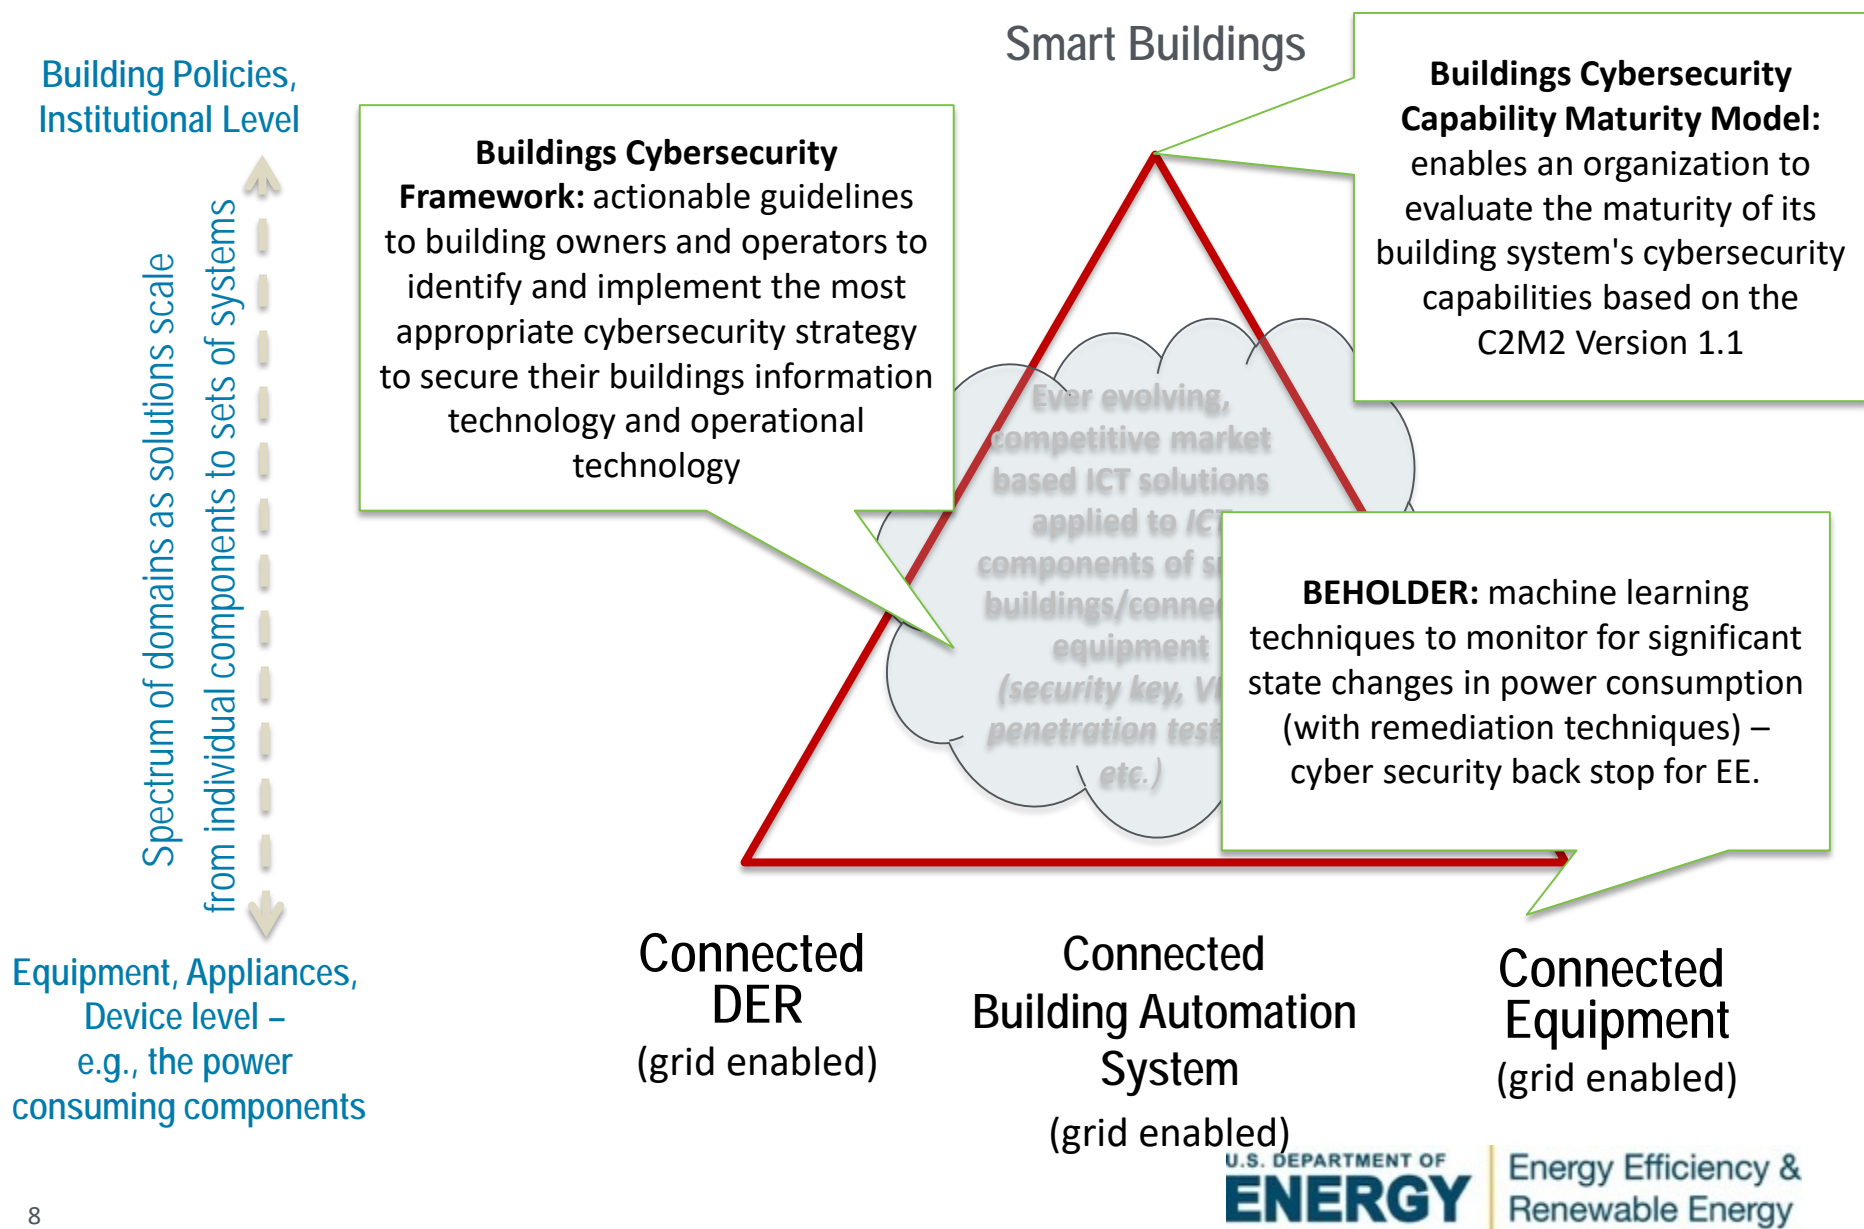 Smart Buildings
Building Policies,
Institutional Level
Spectrum of domains as solutions scale
from individual components to sets of systems
Equipment, Appliances,
Device level –
e.g., the power
consuming components
Buildings Cybersecurity
Framework: actionable guidelines
to building owners and operators to
identify and implement the most
appropriate cybersecurity strategy
to secure their buildings information
technology and operational
technology
Buildings Cybersecurity
Capability Maturity Model:
enables an organization to
evaluate the maturity of its
building system's cybersecurity
capabilities based on the
C2M2 Version 1.1
Ever evolving,
competitive market
based ICT solutions
applied to ICT
components of
buildings/
equipment
(security key,
penetration
etc.)
BEHOLDER: machine learning
techniques to monitor for significant
state changes in power consumption
(with remediation techniques) –
cyber security back stop for EE.
Connected
DER
(grid enabled)
Connected
Building Automation
System
(grid enabled)
Connected
Equipment
(grid enabled)
U.S. DEPARTMENT OF
ENERGY
Energy Efficiency &
Renewable Energy
8